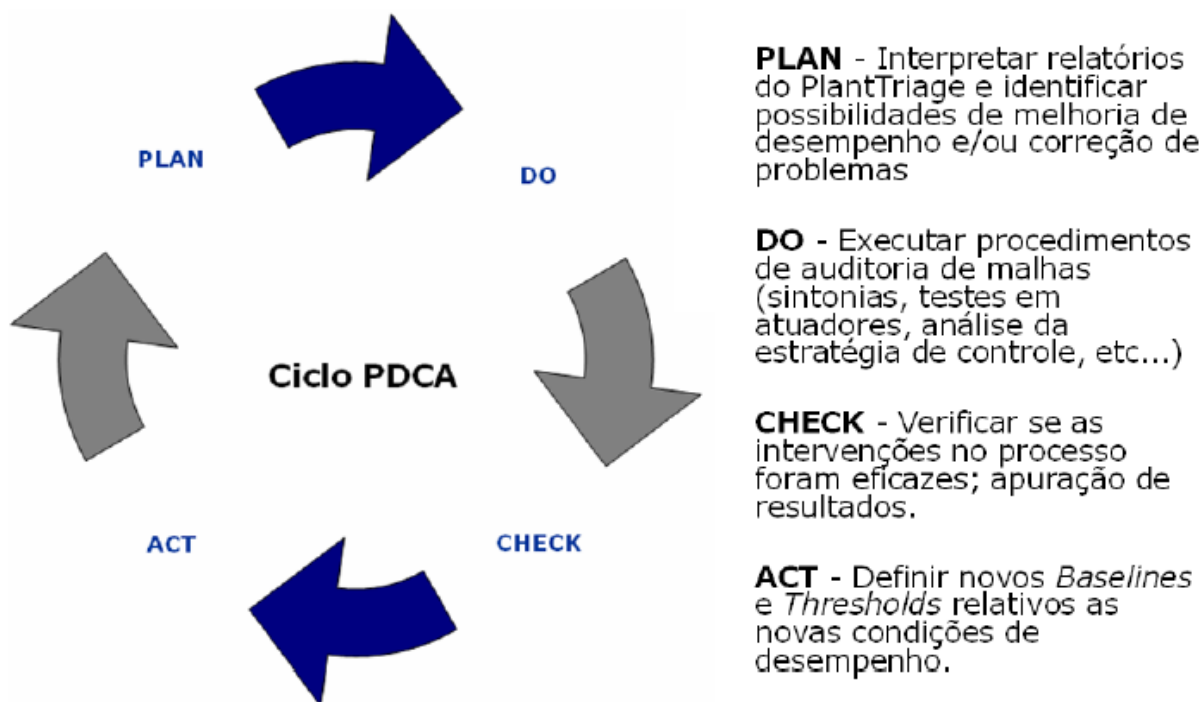 PLAN
DO
Ciclo PDCA
ACT
CHECK
PLAN - Interpretar relatórios
do PlantTriage e identificar
possibilidades de melhoria de
desempenho e/ou correção de
problemas
DO - Executar procedimentos
de auditoria de malhas
(sintonias, testes em
atuadores, análise da
estratégia de controle, etc...)
CHECK - Verificar se as
intervenções no processo
foram eficazes; apuração de
resultados.
ACT - Definir novos Baselines
e Thresholds relativos as
novas condições de
desempenho.